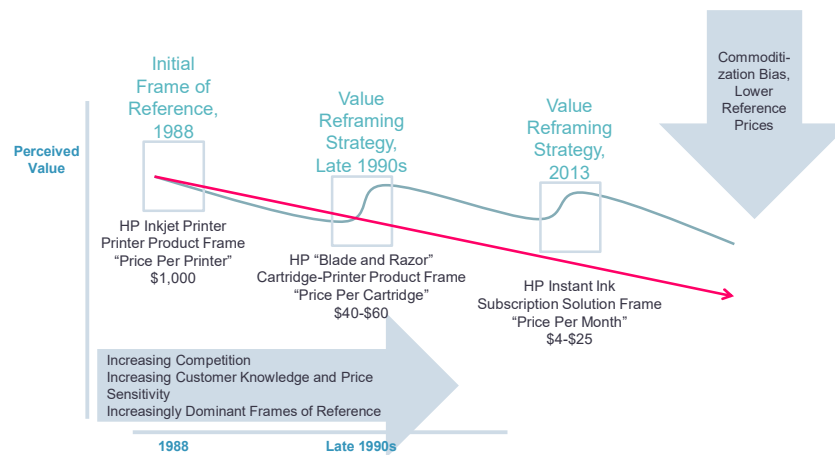 Initial
Frame of
Reference,
1988
Value
Reframing
Strategy,
Late 1990s
Value
Reframing
Strategy,
2013
Commoditi-
zation Bias,
Lower
Reference
Prices
Perceived
Value
HP Inkjet Printer
Printer Product Frame
“Price Per Printer”
$1,000
HP “Blade and Razor”
Cartridge-Printer Product Frame
“Price Per Cartridge”
$40-$60
HP Instant Ink
Subscription Solution Frame
“Price Per Month”
$4-$25
Increasing Competition
Increasing Customer Knowledge and Price
Sensitivity
Increasingly Dominant Frames of Reference
1988
Late 1990s